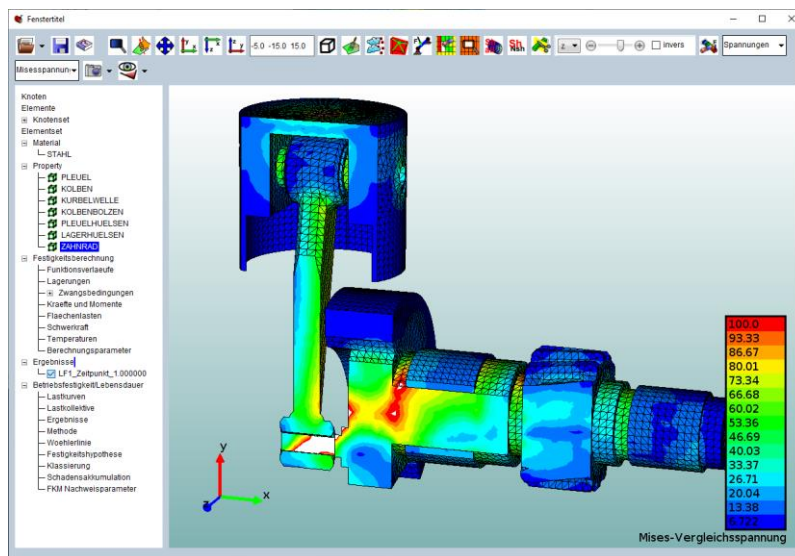 Fenstertitel
-5.0 -15.0 15.0
z
invers
Spannungen
Misesspannun
Knoten
Elemente
Knotenset
Elementset
Material
STAHL
Property
PLEUEL
KOLBEN
KURBELWELLE
KOLBENBOLZEN
PLEUELHUELSEN
LAGERHUELSEN
ZAHNRAD
Festigkeitsberechnung
Funktionsverlaeufe
Lagerungen
Zwangsbedingungen
Kraefte und Momente
Flaechenlasten
Schwerkraft
Temperaturen
Berechnungsparameter
Ergebnisse
LF1_Zeitpunkt_1.000000
Betriebsfestigkeit/Lebensdauer
Lastkurven
Lastkollektive
Ergebnisse
Methode
Woehlerlinie
Festigkeitshypothese
Klassierung
Schadensakkumulation
FKM Nachweisparameter
y
x
z
100.0
93.33
86.67
80.01
73.34
66.68
60.02
53.36
46.69
40.03
33.37
26.71
20.04
13.38
6.722
Mises-Vergleichsspannung